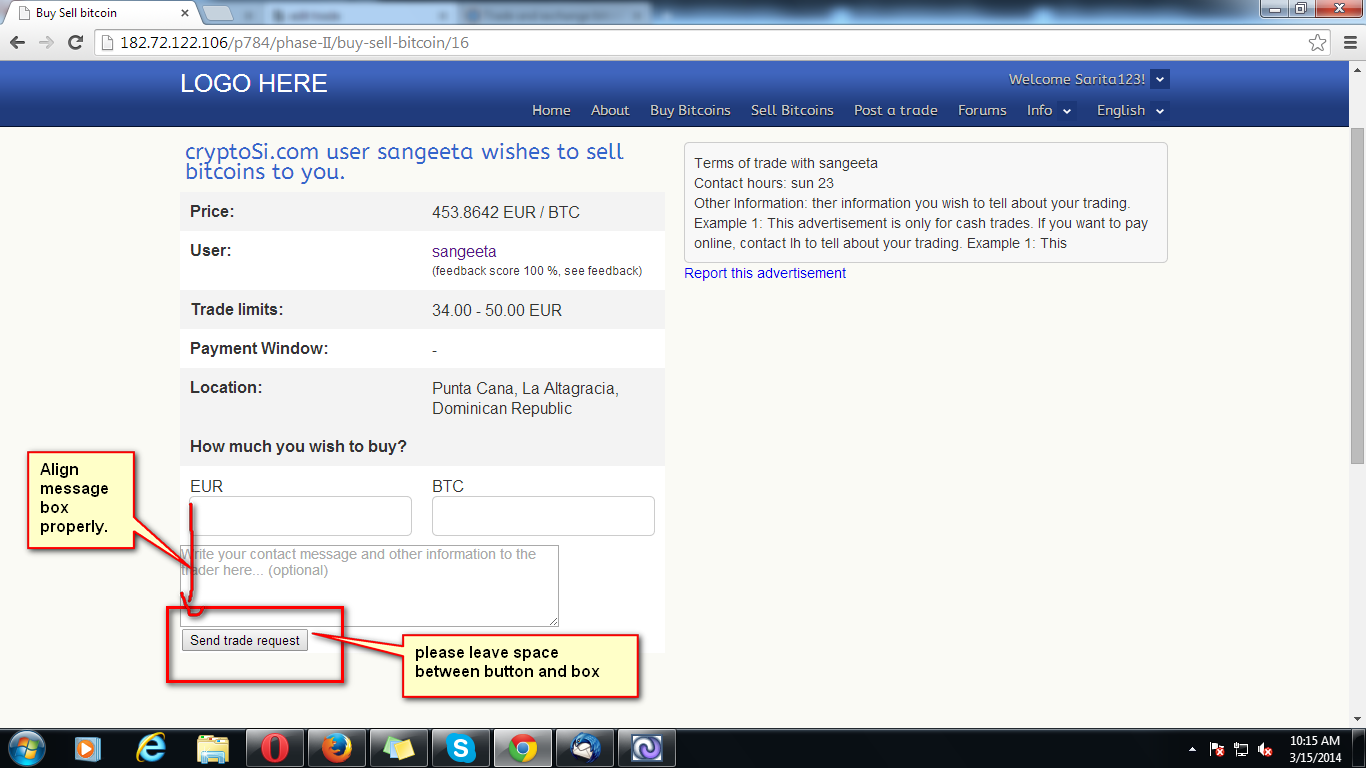 Buy Sell bitcoin
182.72.122.106/p784/phase-II/buy-sell-bitcoin/16
LOGO HERE
Welcome Sarita123!
Home About Buy Bitcoins Sell Bitcoins Post a trade Forums Info English
cryptoSi.com user sangeeta wishes to sell
bitcoins to you.
Price: 453.8642 EUR / BTC
User: sangeeta
(feedback score 100 %, see feedback)
Trade limits: 34.00 - 50.00 EUR
Payment Window: -
Location: Punta Cana, La Altagracia,
Dominican Republic
How much you wish to buy?
EUR BTC
Write your contact message and other information to the
trader here... (optional)
Send trade request
Terms of trade with sangeeta
Contact hours: sun 23
Other Information: ther information you wish to tell about your trading.
Example 1: This advertisement is only for cash trades. If you want to pay
online, contact lh to tell about your trading. Example 1: This
Report this advertisement
Align
message
box
properly.
please leave space
between button and box
10:15 AM
3/15/2014